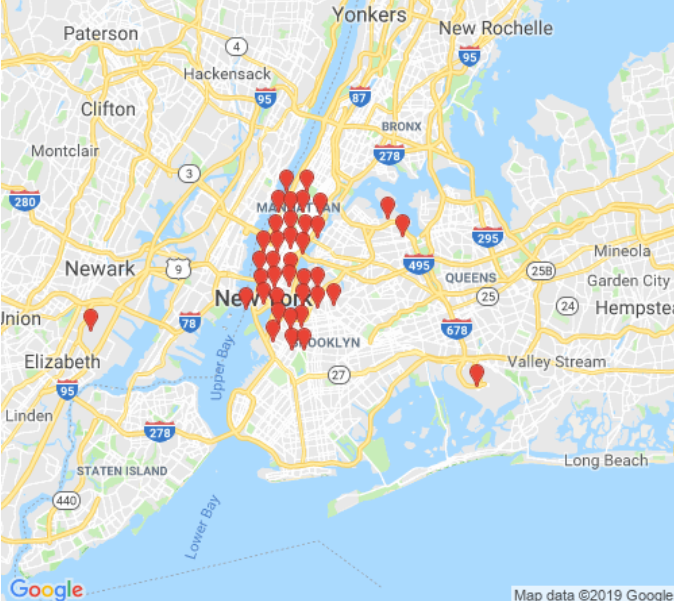 Yonkers
Paterson
New Rochelle
4
95
Hackensack
95
87
Clifton
BRONX
278
Montclair
3
280
MANHATTAN
295
Mineola
495
Newark
9
25B
QUEENS
Garden City
New York
25
24
Hempstea
Union
78
678
BROOKLYN
Upper Bay
Elizabeth
Valley Stream
27
95
Linden
278
Long Beach
STATEN ISLAND
440
Lower Bay
Google
Map data ©2019 Google